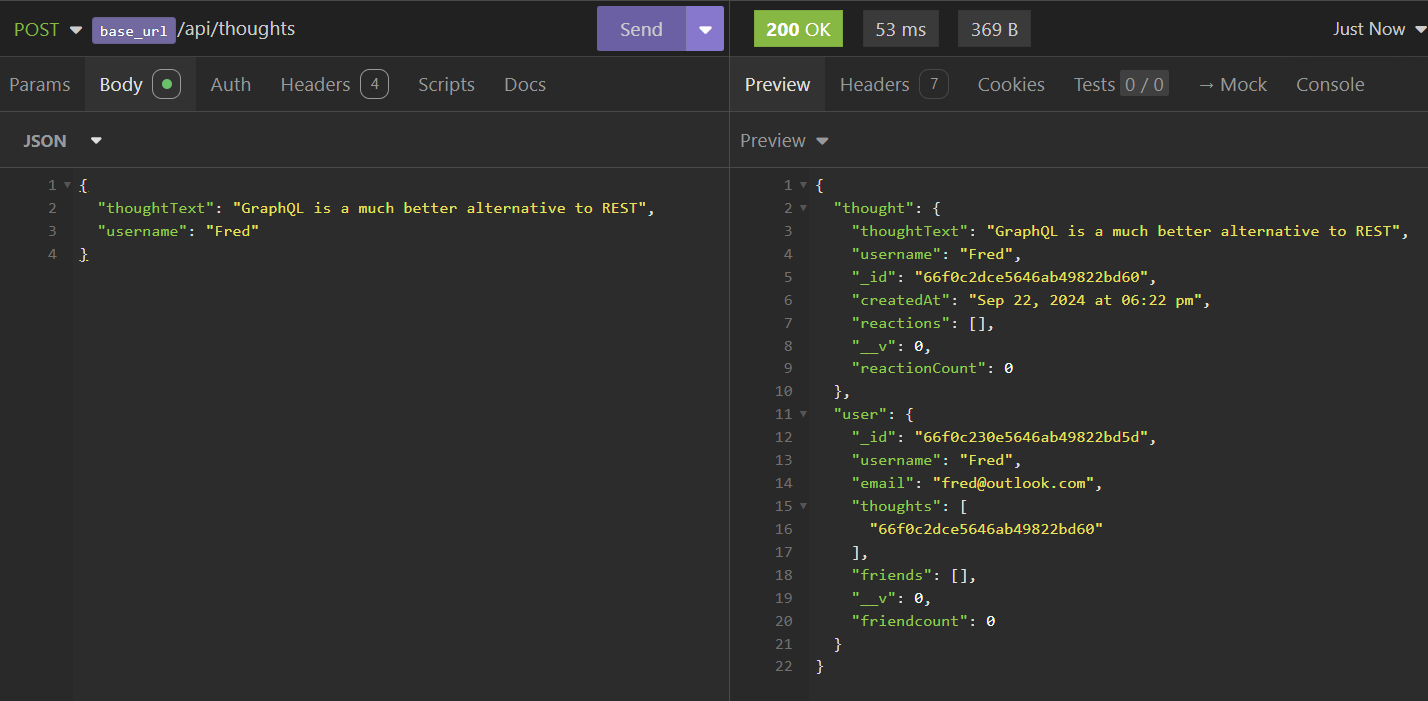 POST base_url/api/thoughts Send 200 OK 53 ms 369 B Just Now
Params Body Auth Headers 4 Scripts Docs Preview Headers 7 Cookies Tests 0 / 0 → Mock Console
JSON Preview
1 {
2 "thoughtText": "GraphQL is a much better alternative to REST",
3 "username": "Fred"
4 }
1 {
2 "thought": {
3 "thoughtText": "GraphQL is a much better alternative to REST",
4 "username": "Fred",
5 "_id": "66f0c2dce5646ab49822bd60",
6 "createdAt": "Sep 22, 2024 at 06:22 pm",
7 "reactions": [],
8 "__v": 0,
9 "reactionCount": 0
10 },
11 "user": {
12 "_id": "66f0c230e5646ab49822bd5d",
13 "username": "Fred",
14 "email": "fred@outlook.com",
15 "thoughts": [
16 "66f0c2dce5646ab49822bd60"
17 ],
18 "friends": [],
19 "__v": 0,
20 "friendcount": 0
21 }
22 }